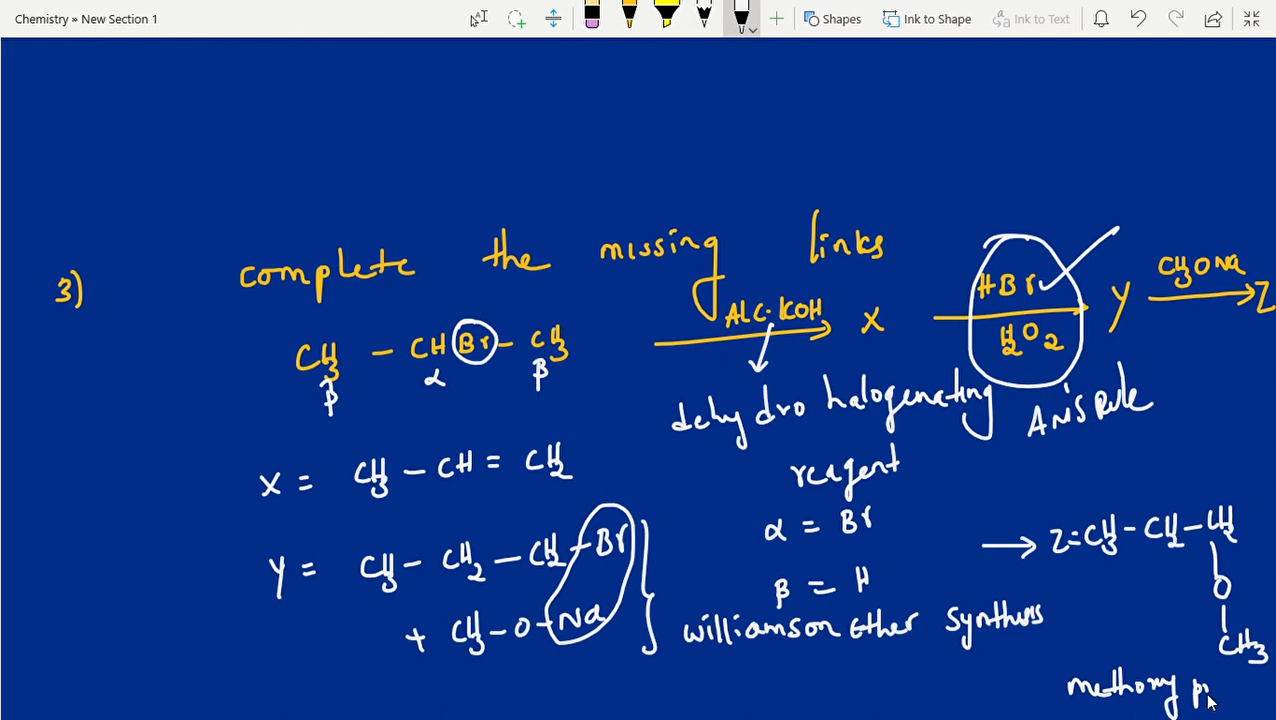 Chemistry » New Section 1
Shapes
Ink to Shape
Ink to Text
complete the missing links
3)
CH3 - CH Br - CH3
Alc. KOH
X
HBr
H2O2
Y
CH3ONa
Z
β α β
dehydro halogenating
reagent
Anis Rule
X = CH3 - CH = CH2
α = Br
β = H
Y = CH3 - CH2 - CH2 - Br
+ CH3 - O - Na
williamson ether synthesis
→ Z = CH3 - CH2 - CH2
O
CH3
methoxy